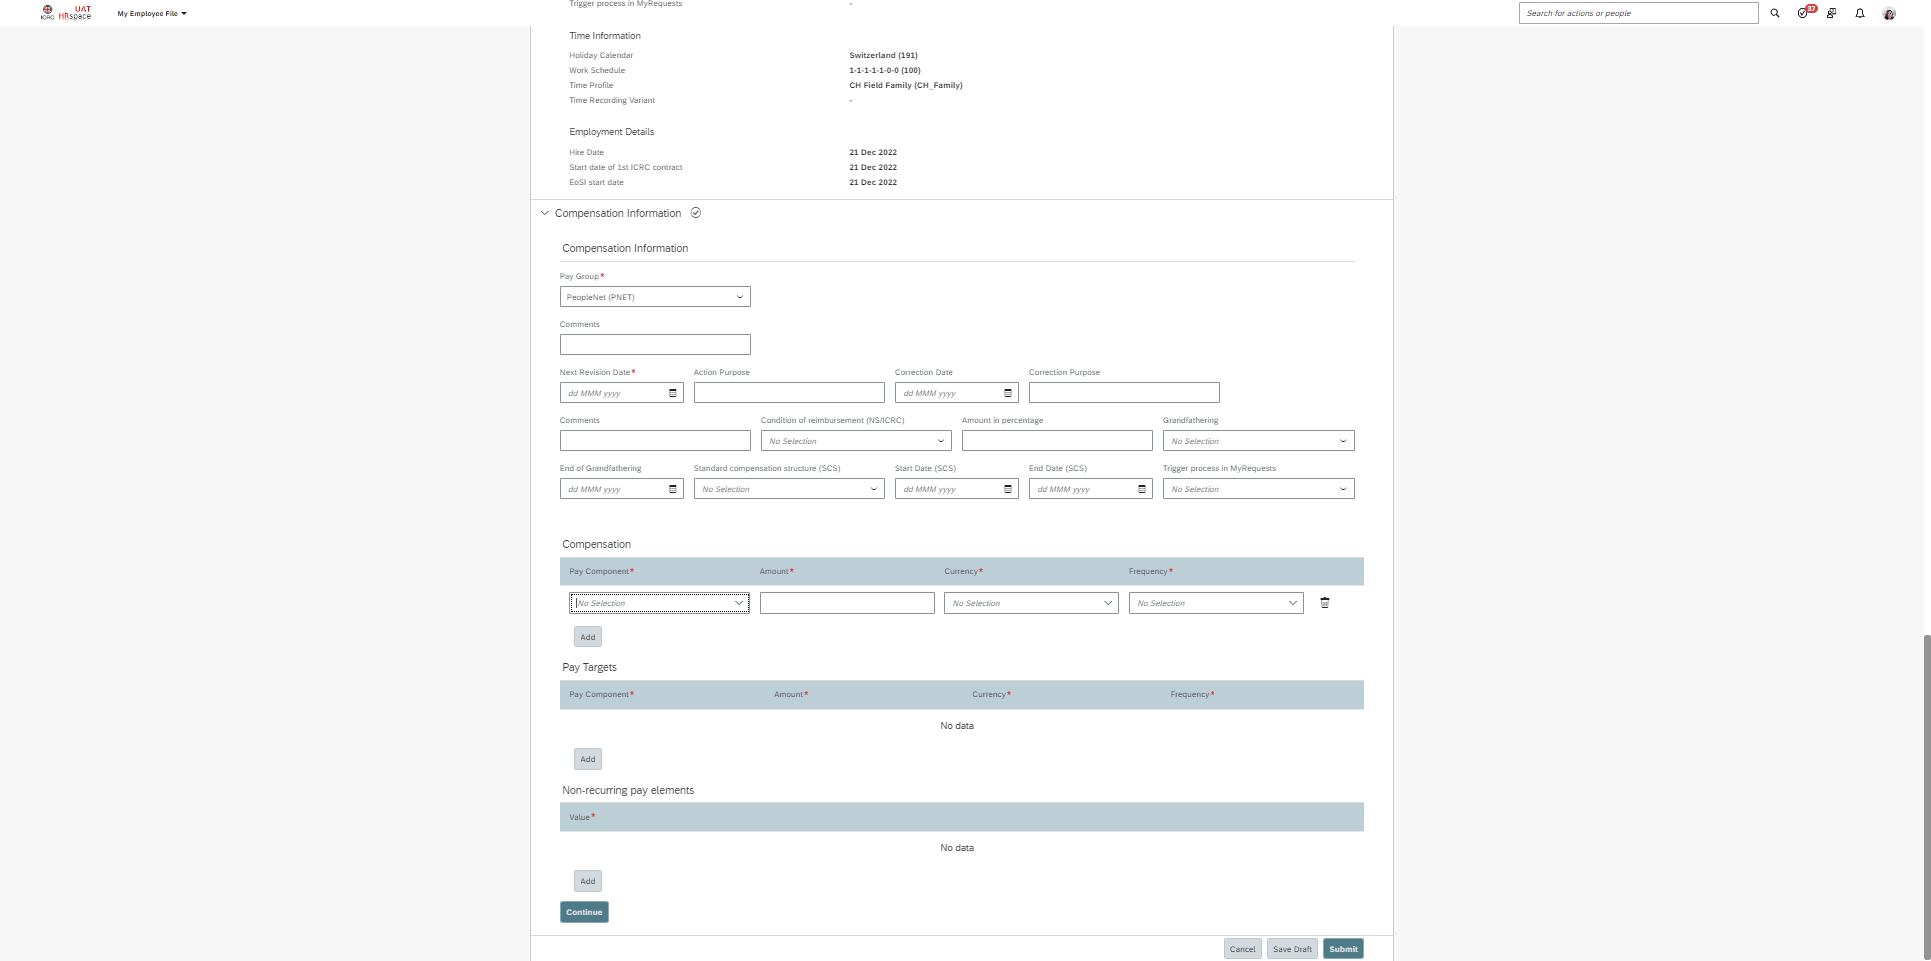 UAT
ICRC HRspace
My Employee File
Search for actions or people
37
Trigger process in MyRequests -
Time Information
Holiday Calendar Switzerland (191)
Work Schedule 1-1-1-1-1-0-0 (100)
Time Profile CH Field Family (CH_Family)
Time Recording Variant -
Employment Details
Hire Date 21 Dec 2022
Start date of 1st ICRC contract 21 Dec 2022
EoSI start date 21 Dec 2022
Compensation Information
Compensation Information
Pay Group*
PeopleNet (PNET)
Comments
Next Revision Date* Action Purpose Correction Date Correction Purpose
dd MMM yyyy dd MMM yyyy
Comments Condition of reimbursement (NS/ICRC) Amount in percentage Grandfathering
No Selection No Selection
End of Grandfathering Standard compensation structure (SCS) Start Date (SCS) End Date (SCS) Trigger process in MyRequests
dd MMM yyyy No Selection dd MMM yyyy dd MMM yyyy No Selection
Compensation
Pay Component* Amount* Currency* Frequency*
No Selection No Selection No Selection
Add
Pay Targets
Pay Component* Amount* Currency* Frequency*
No data
Add
Non-recurring pay elements
Value*
No data
Add
Continue
Cancel Save Draft Submit